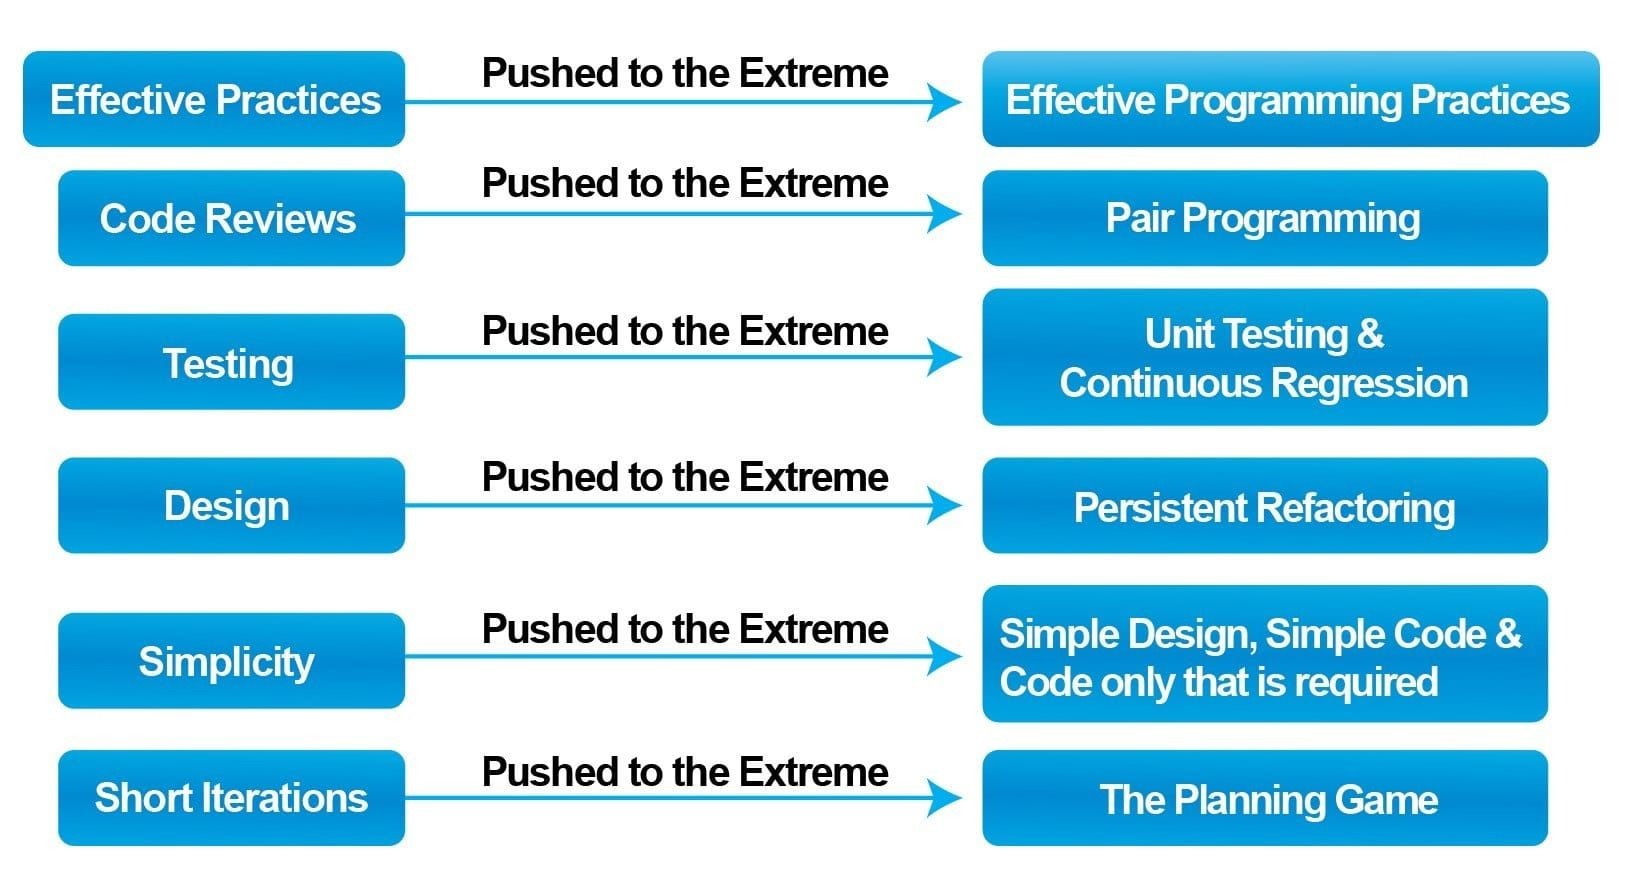 Effective Practices
Pushed to the Extreme
Effective Programming Practices
Code Reviews
Pushed to the Extreme
Pair Programming
Testing
Pushed to the Extreme
Unit Testing &
Continuous Regression
Design
Pushed to the Extreme
Persistent Refactoring
Simplicity
Pushed to the Extreme
Simple Design, Simple Code &
Code only that is required
Short Iterations
Pushed to the Extreme
The Planning Game